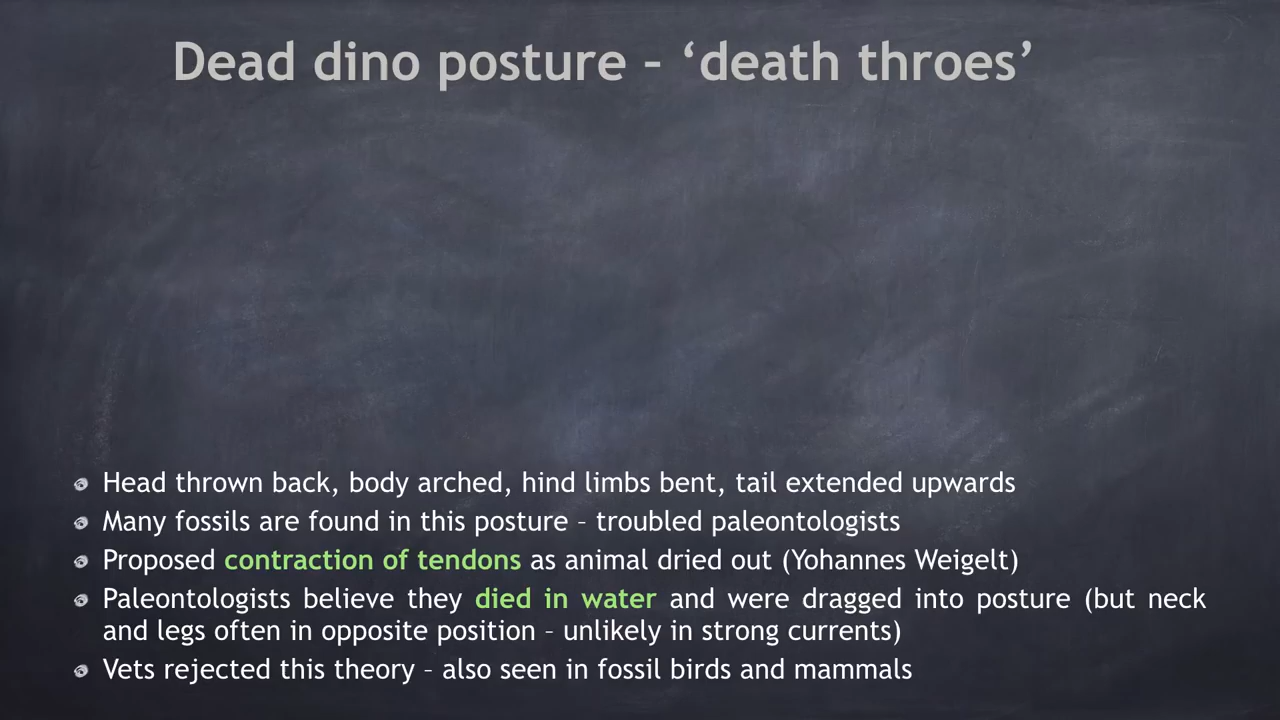 Dead dino posture – ‘death throes’
Head thrown back, body arched, hind limbs bent, tail extended upwards
Many fossils are found in this posture – troubled paleontologists
Proposed contraction of tendons as animal dried out (Yohannes Weigelt)
Paleontologists believe they died in water and were dragged into posture (but neck
and legs often in opposite position – unlikely in strong currents)
Vets rejected this theory – also seen in fossil birds and mammals